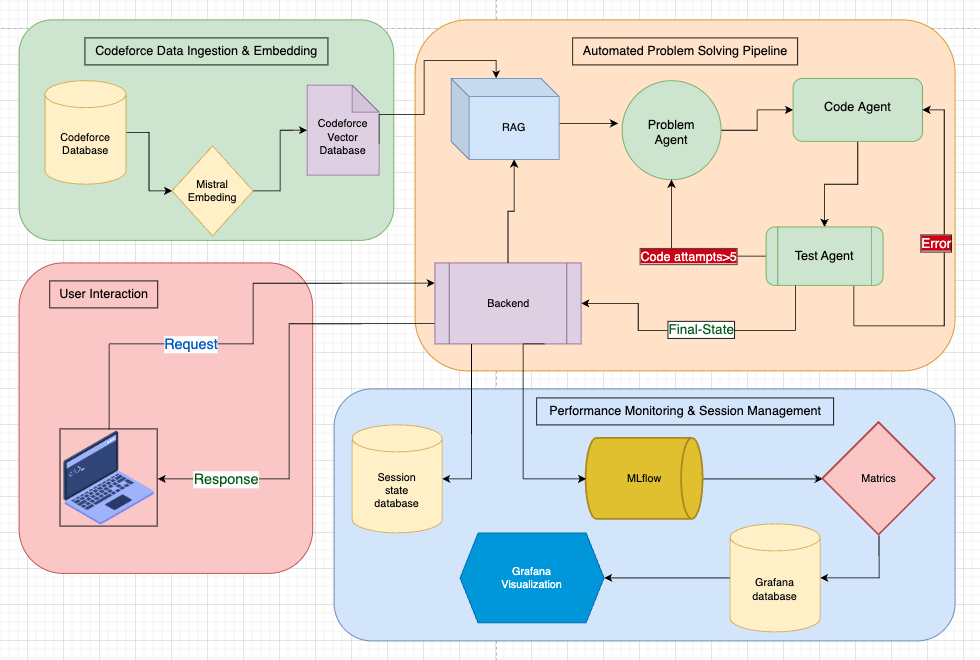 Codeforce Data Ingestion & Embedding
Codeforce
Database
Mistral
Embeding
Codeforce
Vector
Database
Automated Problem Solving Pipeline
RAG
Problem
Agent
Code Agent
Test Agent
Code attampts>5
Error
Final-State
Backend
User Interaction
Request
Response
Performance Monitoring & Session Management
Session
state
database
MLflow
Matrics
Grafana
database
Grafana
Visualization